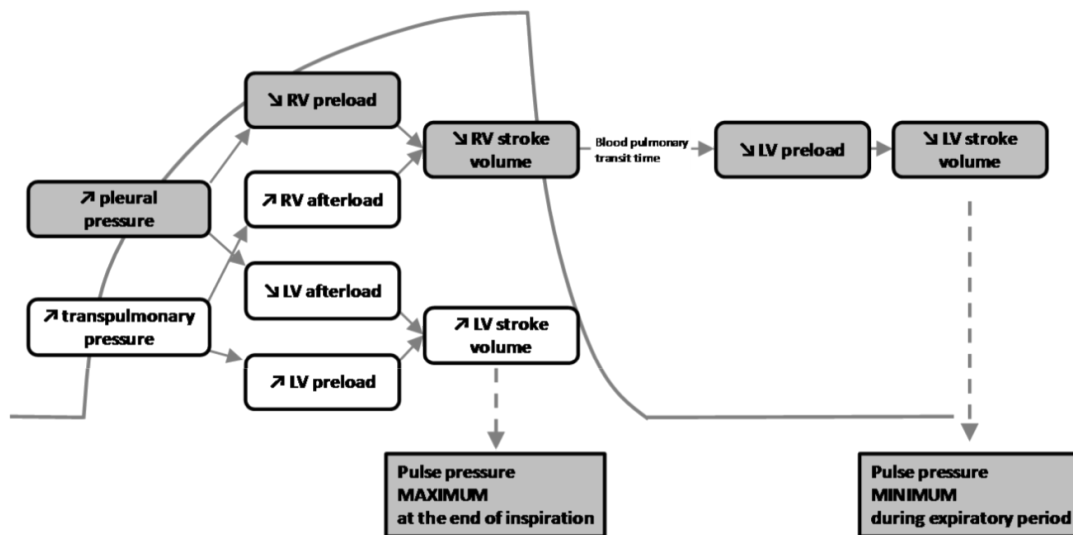 ↘ RV preload
↘ RV stroke
volume
Blood pulmonary
transit time
↘ LV preload
↘ LV stroke
volume
↗ pleural
pressure
↗ RV afterload
↘ LV afterload
↗ transpulmonary
pressure
↗ LV stroke
volume
↗ LV preload
Pulse pressure
MAXIMUM
at the end of inspiration
Pulse pressure
MINIMUM
during expiratory period